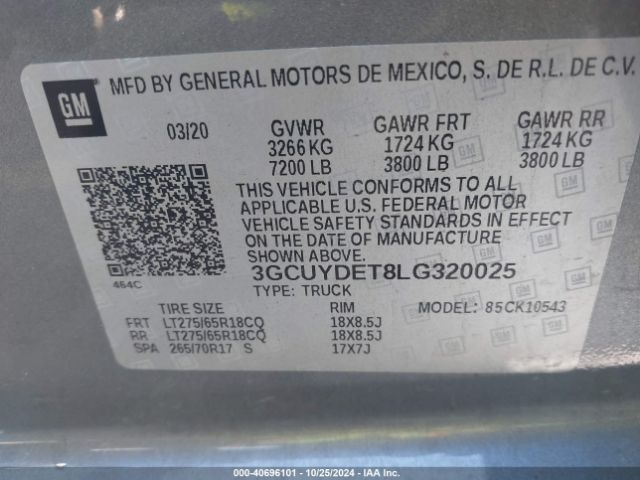 GM
MFD BY GENERAL MOTORS DE MEXICO, S. DE R.L. DE C.V.
03/20 GVWR GAWR FRT GAWR RR
3266 KG 1724 KG 1724 KG
7200 LB 3800 LB 3800 LB
THIS VEHICLE CONFORMS TO ALL
APPLICABLE U.S. FEDERAL MOTOR
VEHICLE SAFETY STANDARDS IN EFFECT
ON THE DATE OF MANUFACTURE
SHOWN ABOVE.
464C 3GCUYDET8LG320025
TYPE: TRUCK
TIRE SIZE RIM MODEL: 85CK10543
FRT LT275/65R18CQ 18X8.5J
RR LT275/65R18CQ 18X8.5J
SPA 265/70R17 S 17X7J
000-40696101 - 10/25/2024 - IAA Inc.